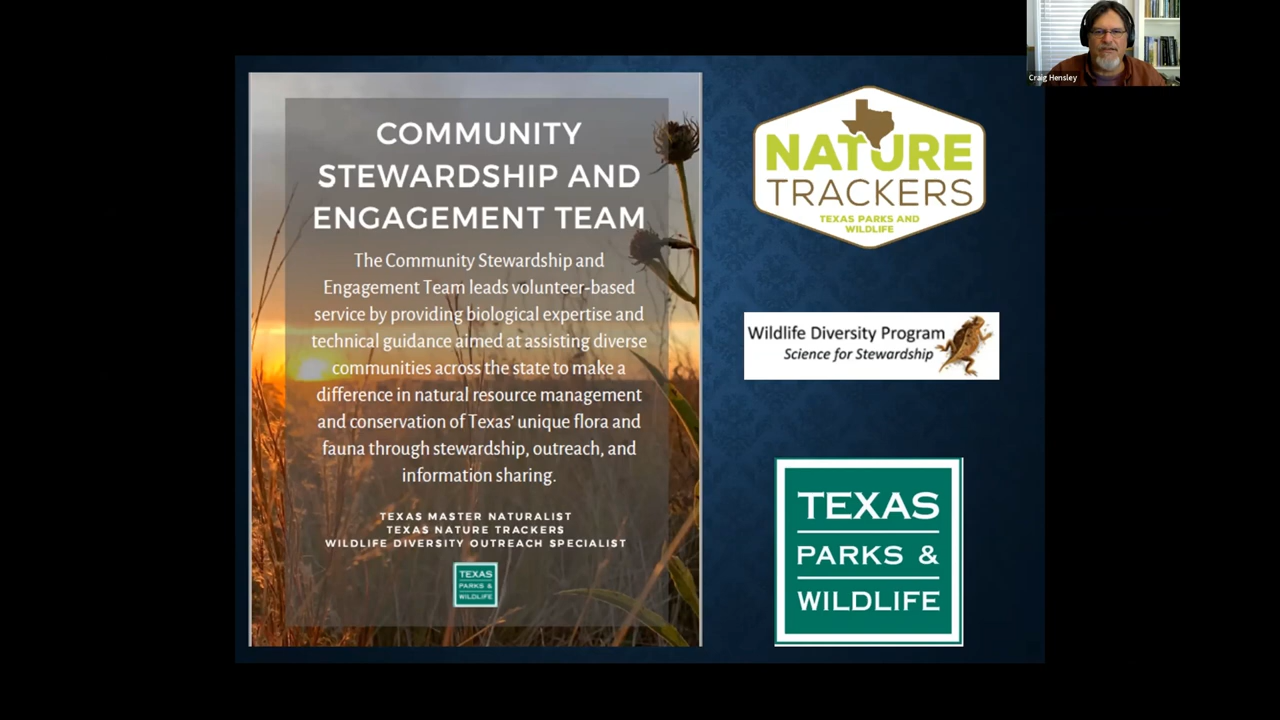 Craig Hensley
COMMUNITY
STEWARDSHIP AND
ENGAGEMENT TEAM
The Community Stewardship and
Engagement Team leads volunteer-based
service by providing biological expertise and
technical guidance aimed at assisting diverse
communities across the state to make a
difference in natural resource management
and conservation of Texas' unique flora and
fauna through stewardship, outreach, and
information sharing.
TEXAS MASTER NATURALIST
TEXAS NATURE TRACKERS
WILDLIFE DIVERSITY OUTREACH SPECIALIST
TEXAS
PARKS &
WILDLIFE
NATURE
TRACKERS
TEXAS PARKS AND
WILDLIFE
Wildlife Diversity Program
Science for Stewardship
TEXAS
PARKS &
WILDLIFE